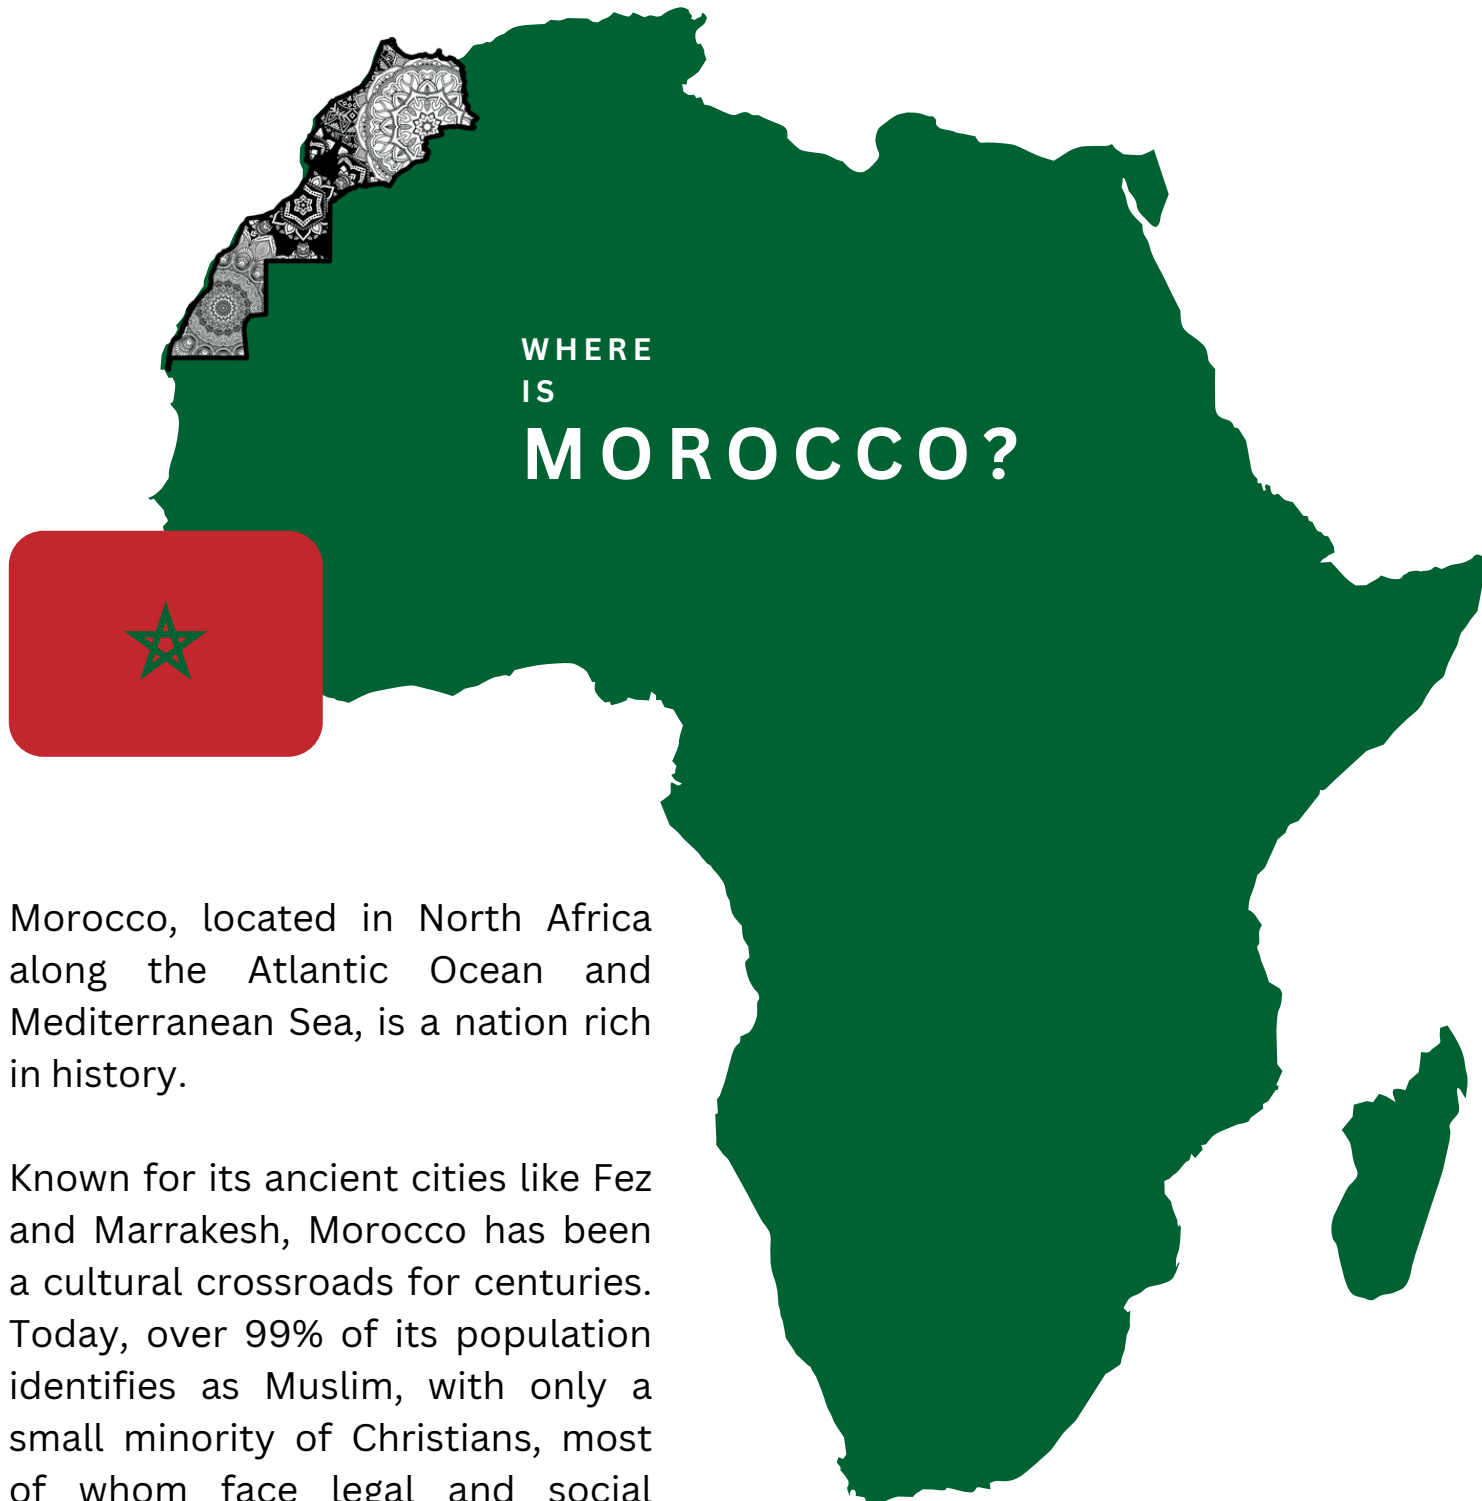 WHERE
IS
MOROCCO?
Morocco, located in North Africa
along the Atlantic Ocean and
Mediterranean Sea, is a nation rich
in history.
Known for its ancient cities like Fez
and Marrakesh, Morocco has been
a cultural crossroads for centuries.
Today, over 99% of its population
identifies as Muslim, with only a
small minority of Christians, most
of whom face legal and social